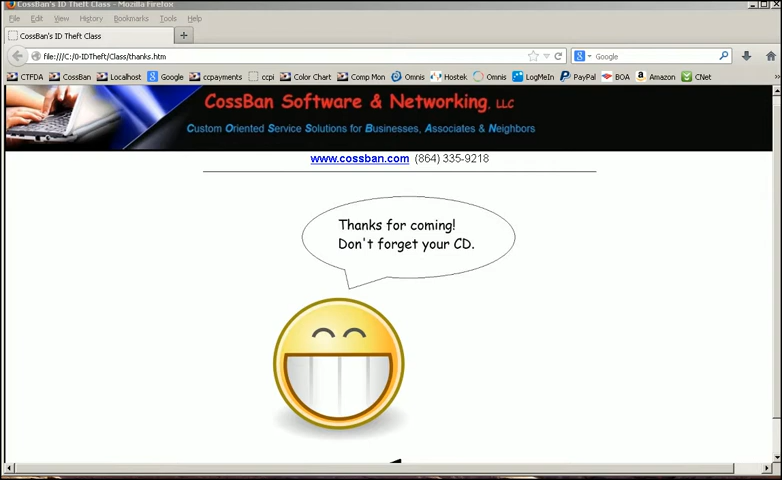 CossBan's ID Theft Class - Mozilla Firefox
File Edit View History Bookmarks Tools Help
CossBan's ID Theft Class
file:///C:/0-IDTheft/Class/thanks.htm
Google
CTFDA CossBan Localhost Google ccpayments ccpi Color Chart Comp Mon Omnis Hostek Omnis LogMeIn PayPal BOA Amazon CNet
CossBan Software & Networking, LLC
Custom Oriented Service Solutions for Businesses, Associates & Neighbors
www.cossban.com (864) 335-9218
Thanks for coming!
Don't forget your CD.